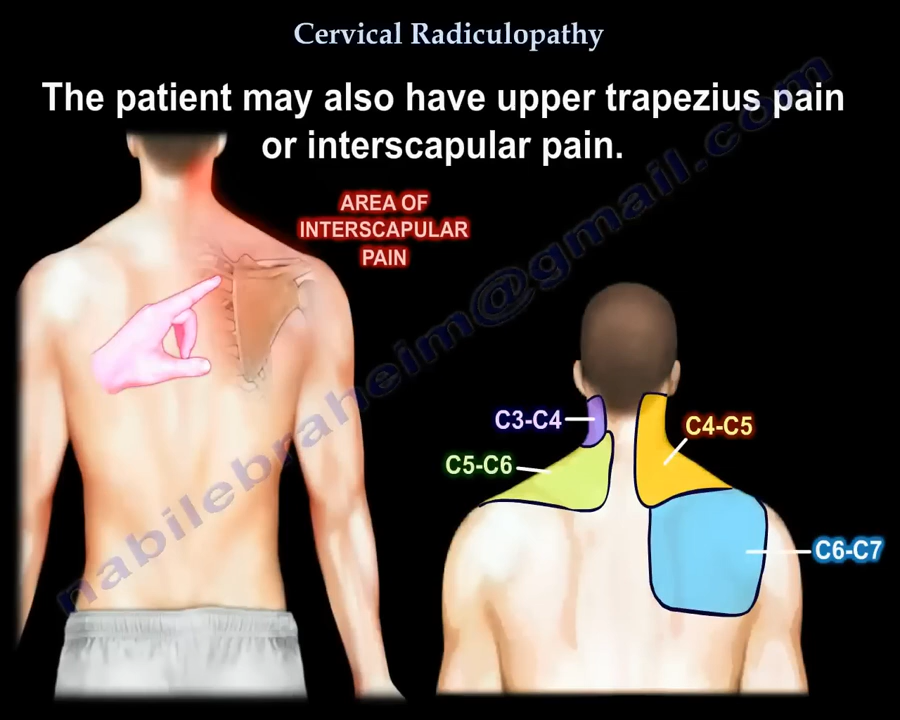 Cervical Radiculopathy
The patient may also have upper trapezius pain
or interscapular pain.
AREA OF
INTERSCAPULAR
PAIN
C3-C4
C4-C5
C5-C6
C6-C7
nabilebraheim@gmail.com